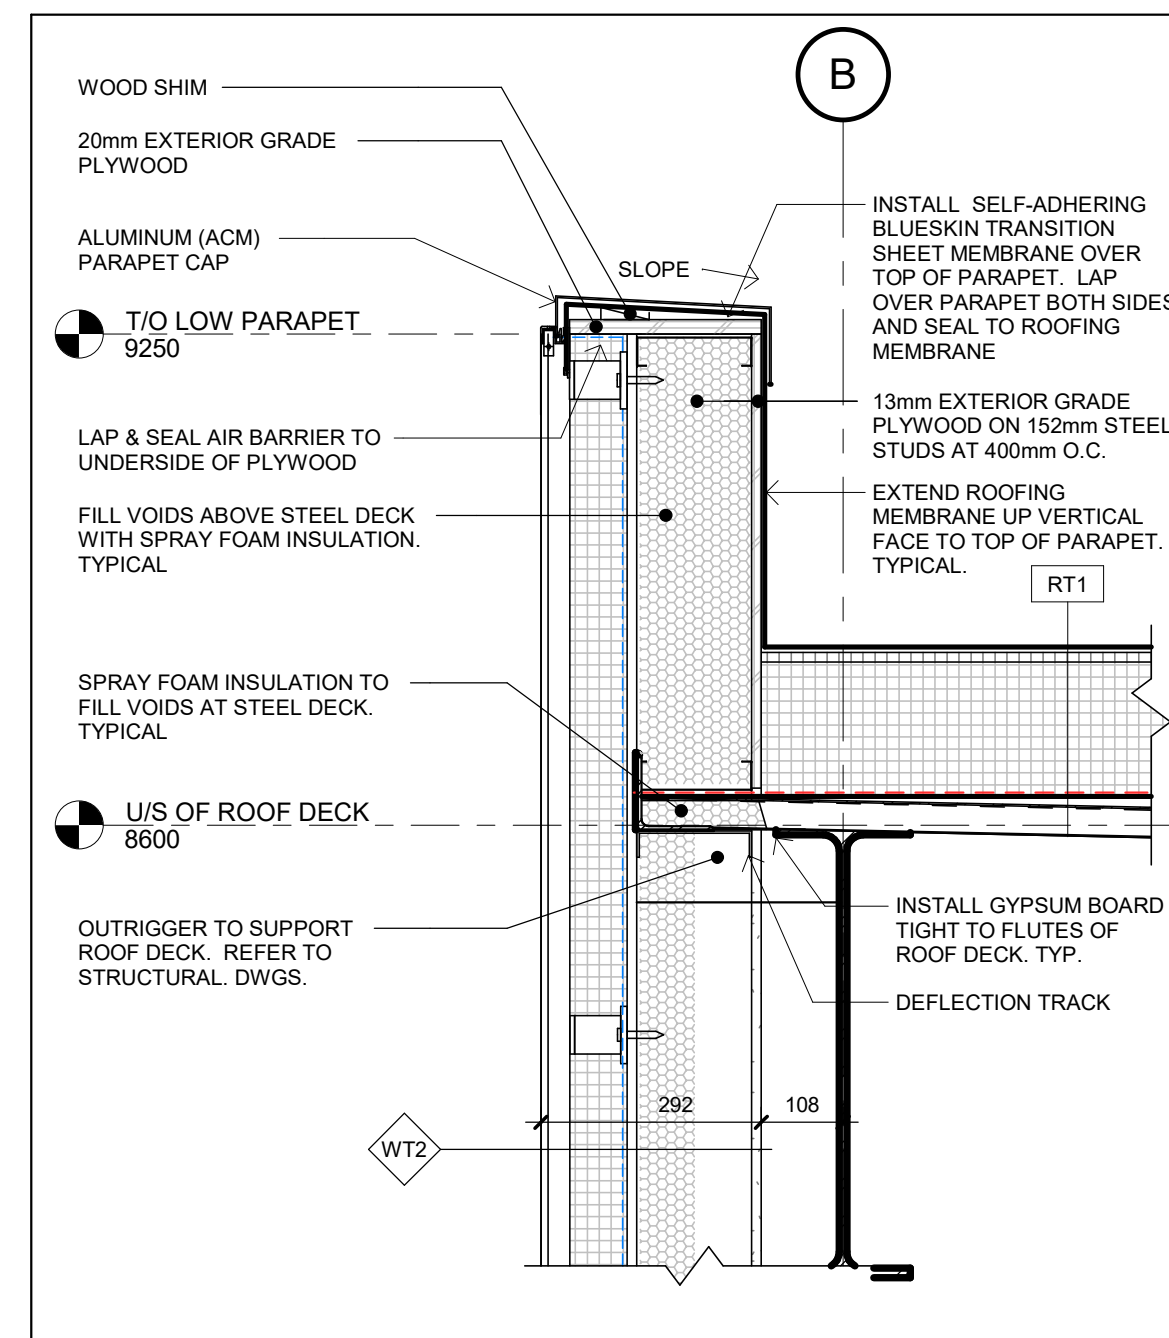 B
WOOD SHIM
20mm EXTERIOR GRADE
PLYWOOD
ALUMINUM (ACM)
PARAPET CAP
SLOPE
T/O LOW PARAPET
9250
LAP & SEAL AIR BARRIER TO
UNDERSIDE OF PLYWOOD
FILL VOIDS ABOVE STEEL DECK
WITH SPRAY FOAM INSULATION.
TYPICAL
SPRAY FOAM INSULATION TO
FILL VOIDS AT STEEL DECK.
TYPICAL
U/S OF ROOF DECK
8600
OUTRIGGER TO SUPPORT
ROOF DECK. REFER TO
STRUCTURAL. DWGS.
INSTALL SELF-ADHERING
BLUESKIN TRANSITION
SHEET MEMBRANE OVER
TOP OF PARAPET. LAP
OVER PARAPET BOTH SIDES
AND SEAL TO ROOFING
MEMBRANE
13mm EXTERIOR GRADE
PLYWOOD ON 152mm STEEL
STUDS AT 400mm O.C.
EXTEND ROOFING
MEMBRANE UP VERTICAL
FACE TO TOP OF PARAPET.
TYPICAL.
RT1
INSTALL GYPSUM BOARD
TIGHT TO FLUTES OF
ROOF DECK. TYP.
DEFLECTION TRACK
292
108
WT2